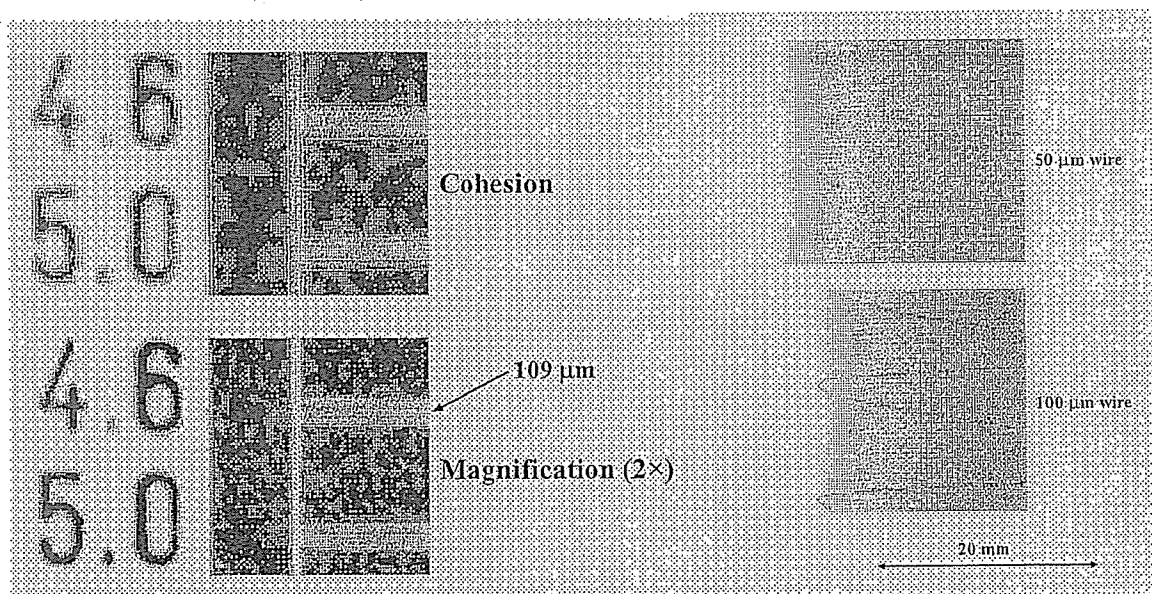 4.6
5.0
Cohesion
4.6
5.0
109 μm
Magnification (2×)
50 μm wire
100 μm wire
20 mm